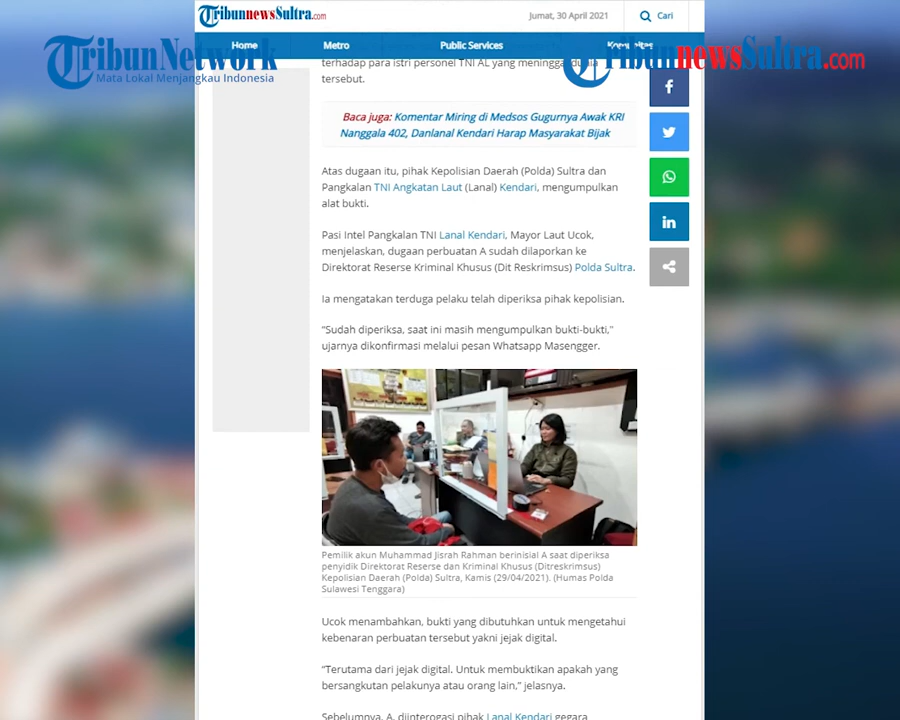 TribunnewsSultra.com
Jumat, 30 April 2021
Cari
TribunNetwork
Mata Lokal Menjangkau Indonesia
TribunnewsSultra.com
Home
Metro
Public Services
Komunitas
terhadap para istri personel TNI AL yang meninggal dunia
tersebut.
Baca juga: Komentar Miring di Medsos Gugurnya Awak KRI
Nanggala 402, Danlanal Kendari Harap Masyarakat Bijak
Atas dugaan itu, pihak Kepolisian Daerah (Polda) Sultra dan
Pangkalan TNI Angkatan Laut (Lanal) Kendari, mengumpulkan
alat bukti.
Pasi Intel Pangkalan TNI Lanal Kendari, Mayor Laut Ucok,
menjelaskan, dugaan perbuatan A sudah dilaporkan ke
Direktorat Reserse Kriminal Khusus (Dit Reskrimsus) Polda Sultra.
Ia mengatakan terduga pelaku telah diperiksa pihak kepolisian.
“Sudah diperiksa, saat ini masih mengumpulkan bukti-bukti,”
ujarnya dikonfirmasi melalui pesan Whatsapp Masengger.
Pemilik akun Muhammad Jisrah Rahman berinisial A saat diperiksa
penyidik Direktorat Reserse dan Kriminal Khusus (Ditreskrimsus)
Kepolisian Daerah (Polda) Sultra, Kamis (29/04/2021). (Humas Polda
Sulawesi Tenggara)
Ucok menambahkan, bukti yang dibutuhkan untuk mengetahui
kebenaran perbuatan tersebut yakni jejak digital.
“Terutama dari jejak digital. Untuk membuktikan apakah yang
bersangkutan pelakunya atau orang lain,” jelasnya.
Sebelumnya, A, diinterogasi pihak Lanal Kendari gegara